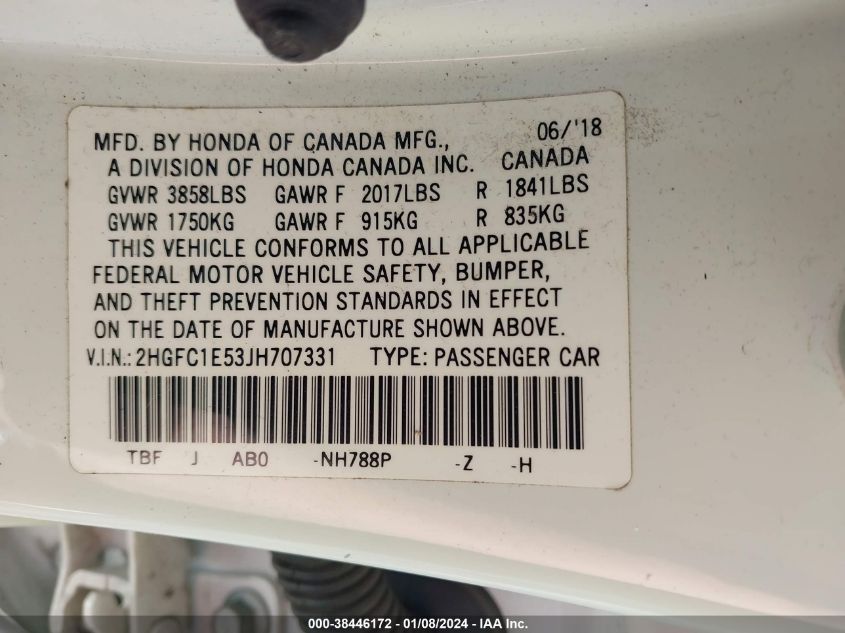 MFD. BY HONDA OF CANADA MFG., 06/'18
A DIVISION OF HONDA CANADA INC. CANADA
GVWR 3858LBS GAWR F 2017LBS R 1841LBS
GVWR 1750KG GAWR F 915KG R 835KG
THIS VEHICLE CONFORMS TO ALL APPLICABLE
FEDERAL MOTOR VEHICLE SAFETY, BUMPER,
AND THEFT PREVENTION STANDARDS IN EFFECT
ON THE DATE OF MANUFACTURE SHOWN ABOVE.
V.I.N.: 2HGFC1E53JH707331 TYPE: PASSENGER CAR
TBF J AB0 -NH788P -Z -H
000-38446172 - 01/08/2024 - IAA Inc.